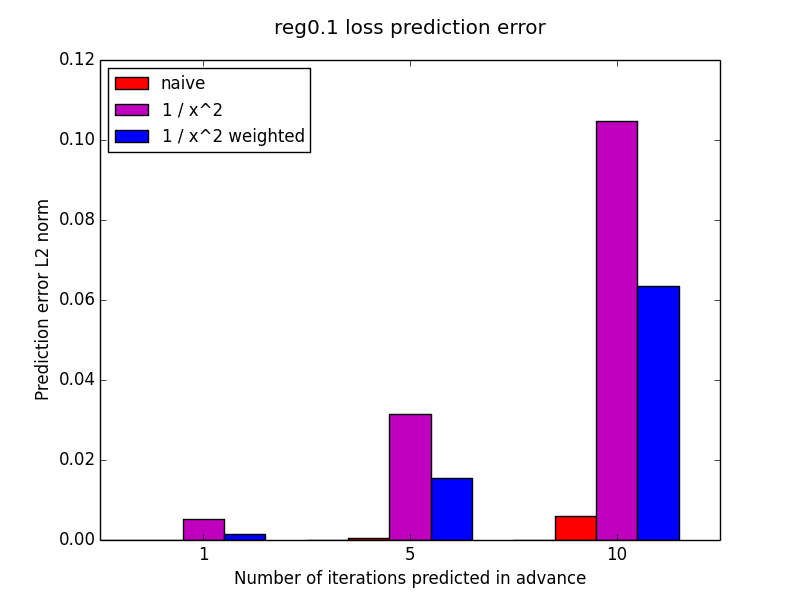 reg0.1 loss prediction error
0.12
0.10
0.08
0.06
0.04
0.02
0.00
Prediction error L2 norm
naive
1 / x^2
1 / x^2 weighted
1 5 10
Number of iterations predicted in advance